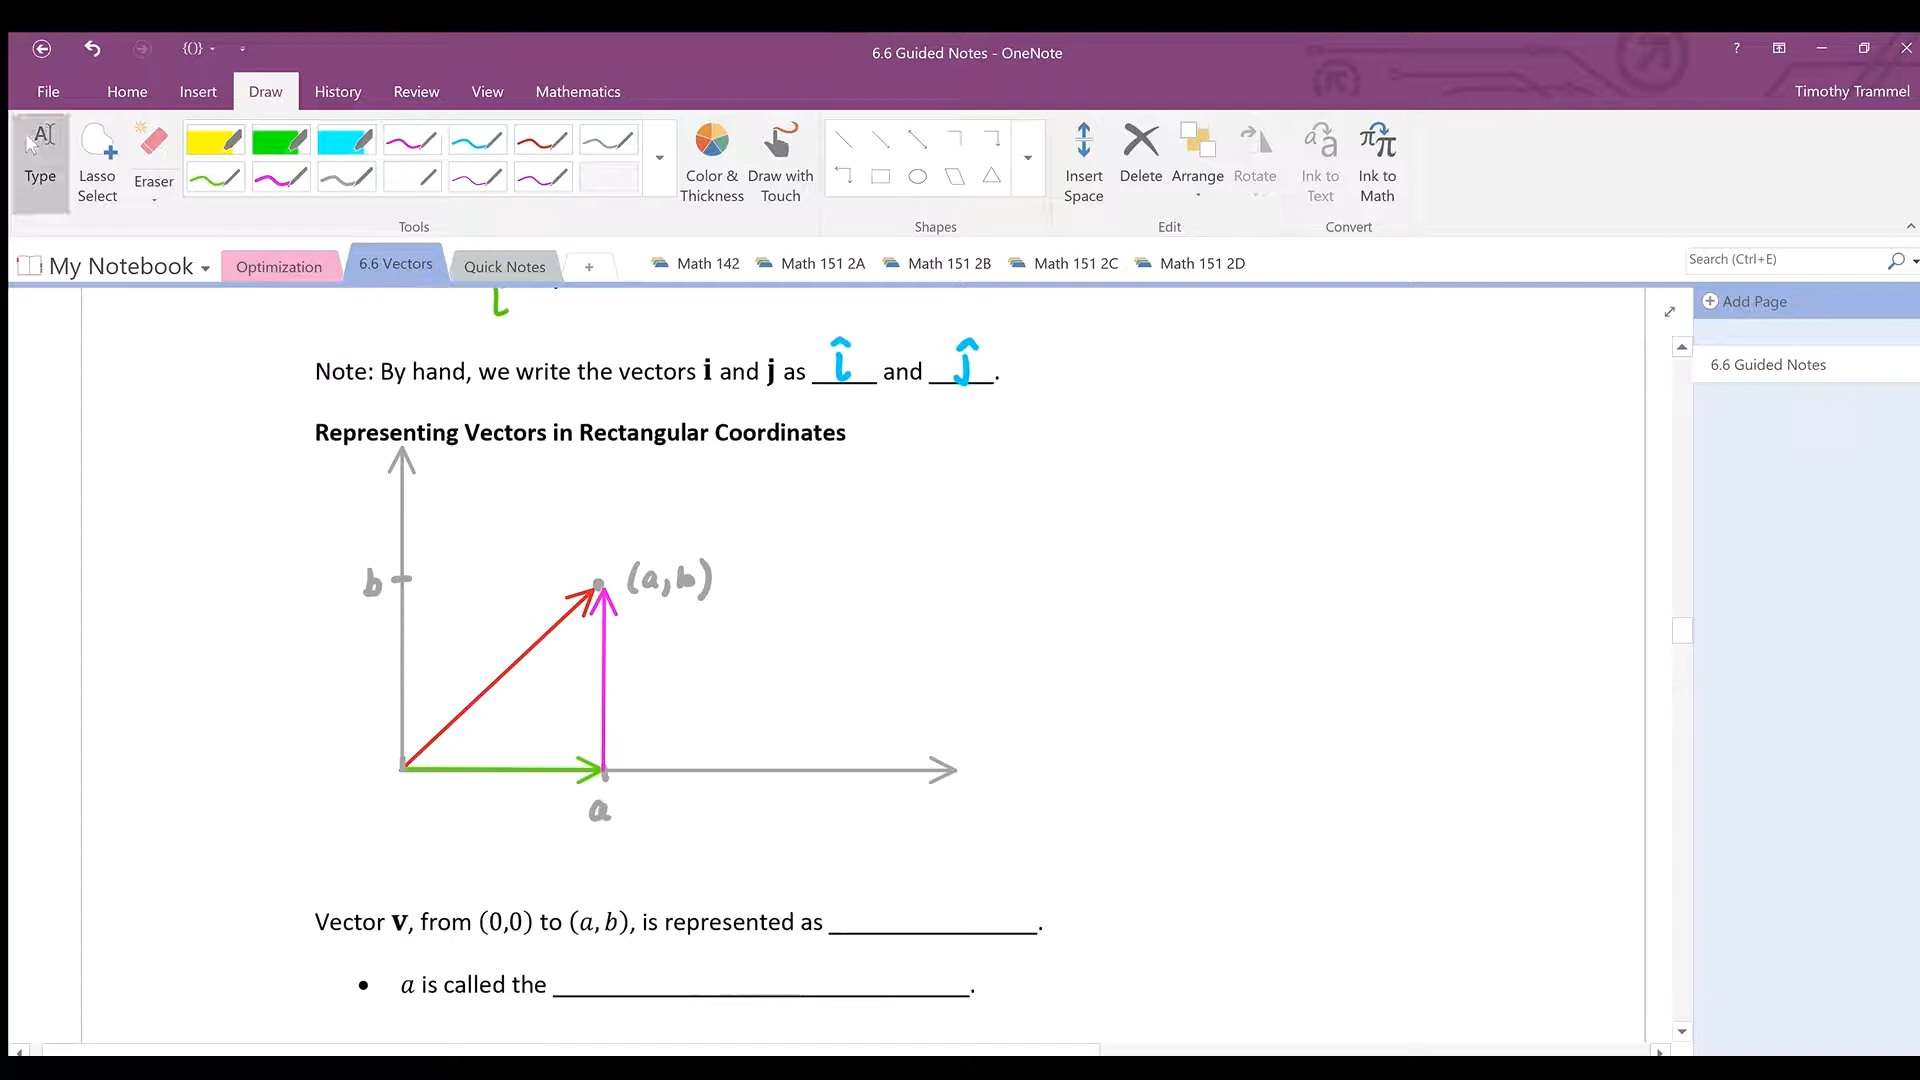 6.6 Guided Notes - OneNote
?
File Home Insert Draw History Review View Mathematics
Timothy Trammel
Type
Lasso Select
Eraser
Color & Thickness
Draw with Touch
Insert Space
Delete
Arrange
Rotate
Ink to Text
Ink to Math
Tools
Shapes
Edit
Convert
My Notebook
Optimization
6.6 Vectors
Quick Notes
+
Math 142
Math 151 2A
Math 151 2B
Math 151 2C
Math 151 2D
Search (Ctrl+E)
Add Page
6.6 Guided Notes
Note: By hand, we write the vectors i and j as î and ĵ.
Representing Vectors in Rectangular Coordinates
b
(a,b)
a
Vector v, from (0,0) to (a, b), is represented as ________________.
• a is called the ________________________________.